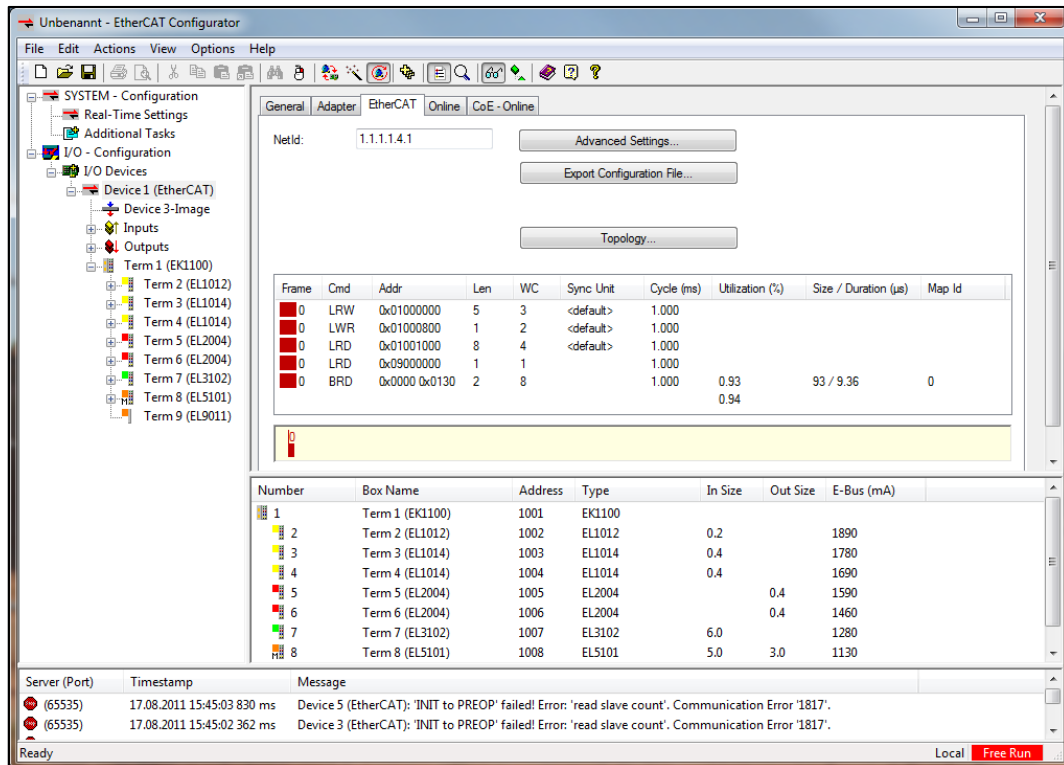 Unbenannt - EtherCAT Configurator
File Edit Actions View Options Help
SYSTEM - Configuration
Real-Time Settings
Additional Tasks
I/O - Configuration
I/O Devices
Device 1 (EtherCAT)
Device 3-Image
Inputs
Outputs
Term 1 (EK1100)
Term 2 (EL1012)
Term 3 (EL1014)
Term 4 (EL1014)
Term 5 (EL2004)
Term 6 (EL2004)
Term 7 (EL3102)
Term 8 (EL5101)
Term 9 (EL9011)
General Adapter EtherCAT Online CoE - Online
NetId: 1.1.1.1.4.1 Advanced Settings...
Export Configuration File...
Topology...
Frame Cmd Addr Len WC Sync Unit Cycle (ms) Utilization (%) Size / Duration (µs) Map Id
0 LRW 0x01000000 5 3 <default> 1.000
0 LWR 0x01000800 1 2 <default> 1.000
0 LRD 0x01001000 8 4 <default> 1.000
0 LRD 0x09000000 1 1 1.000
0 BRD 0x0000 0x0130 2 8 1.000 0.93 93 / 9.36 0
0.94
0
Number Box Name Address Type In Size Out Size E-Bus (mA)
1 Term 1 (EK1100) 1001 EK1100
2 Term 2 (EL1012) 1002 EL1012 0.2 1890
3 Term 3 (EL1014) 1003 EL1014 0.4 1780
4 Term 4 (EL1014) 1004 EL1014 0.4 1690
5 Term 5 (EL2004) 1005 EL2004 0.4 1590
6 Term 6 (EL2004) 1006 EL2004 0.4 1460
7 Term 7 (EL3102) 1007 EL3102 6.0 1280
8 Term 8 (EL5101) 1008 EL5101 5.0 3.0 1130
Server (Port) Timestamp Message
(65535) 17.08.2011 15:45:03 830 ms Device 5 (EtherCAT): 'INIT to PREOP' failed! Error: 'read slave count'. Communication Error '1817'.
(65535) 17.08.2011 15:45:02 362 ms Device 3 (EtherCAT): 'INIT to PREOP' failed! Error: 'read slave count'. Communication Error '1817'.
Ready Local Free Run